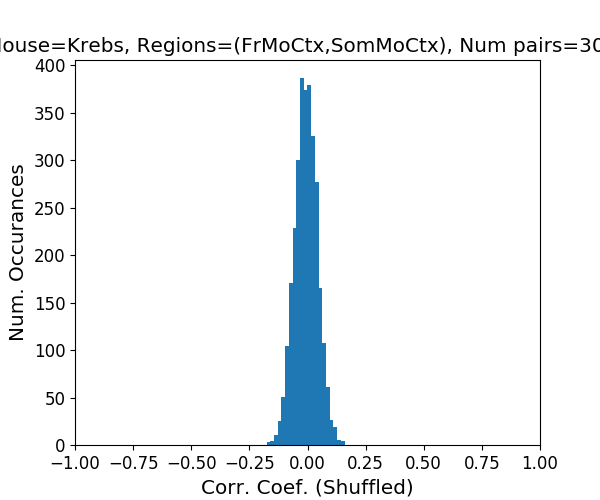 Mouse=Krebs, Regions=(FrMoCtx,SomMoCtx), Num pairs=30
400
350
300
250
200
150
100
50
0
Num. Occurances
−1.00 −0.75 −0.50 −0.25 0.00 0.25 0.50 0.75 1.00
Corr. Coef. (Shuffled)